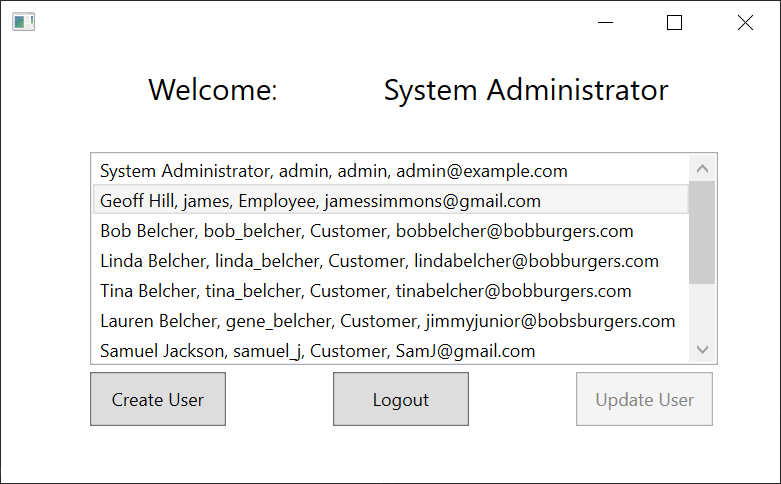 Welcome: System Administrator
System Administrator, admin, admin, admin@example.com
Geoff Hill, james, Employee, jamessimmons@gmail.com
Bob Belcher, bob_belcher, Customer, bobbelcher@bobburgers.com
Linda Belcher, linda_belcher, Customer, lindabelcher@bobburgers.com
Tina Belcher, tina_belcher, Customer, tinabelcher@bobburgers.com
Lauren Belcher, gene_belcher, Customer, jimmyjunior@bobsburgers.com
Samuel Jackson, samuel_j, Customer, SamJ@gmail.com
Create User Logout Update User